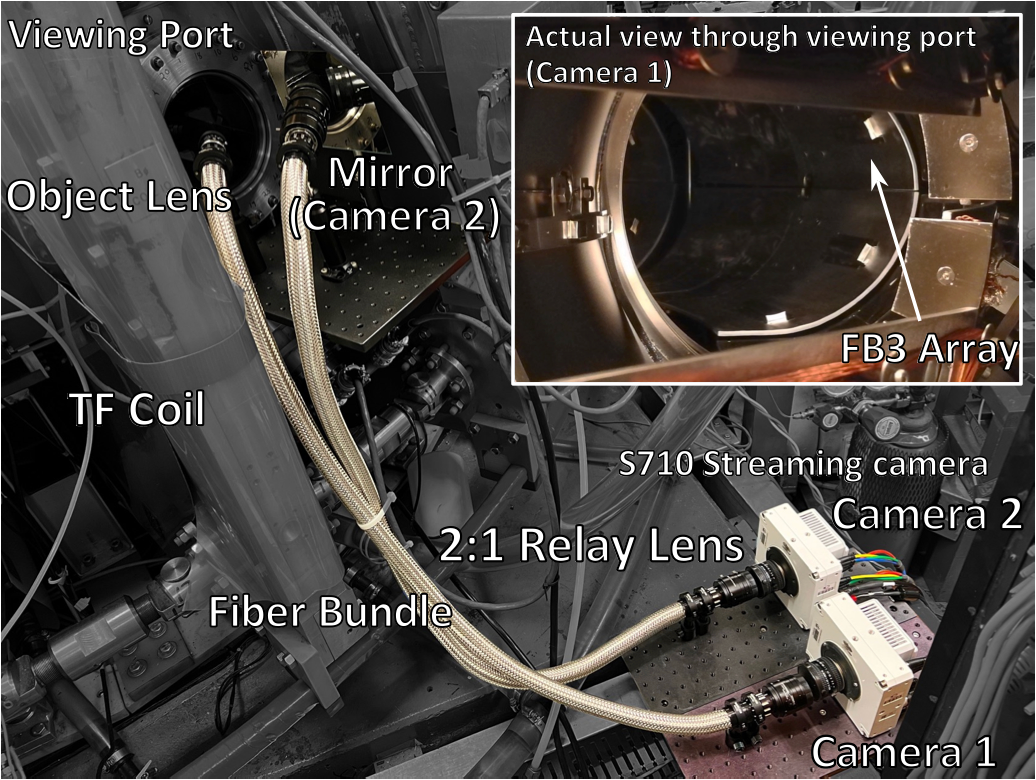 Viewing Port
Actual view through viewing port
(Camera 1)
Mirror
(Camera 2)
Object Lens
FB3 Array
TF Coil
S710 Streaming camera
Camera 2
2:1 Relay Lens
Fiber Bundle
Camera 1